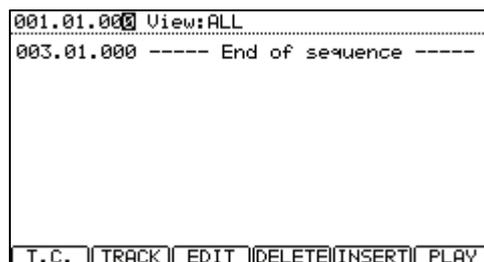 001.01.000 View:ALL
003.01.000 ----- End of sequence -----
T.C. TRACK EDIT DELETE INSERT PLAY